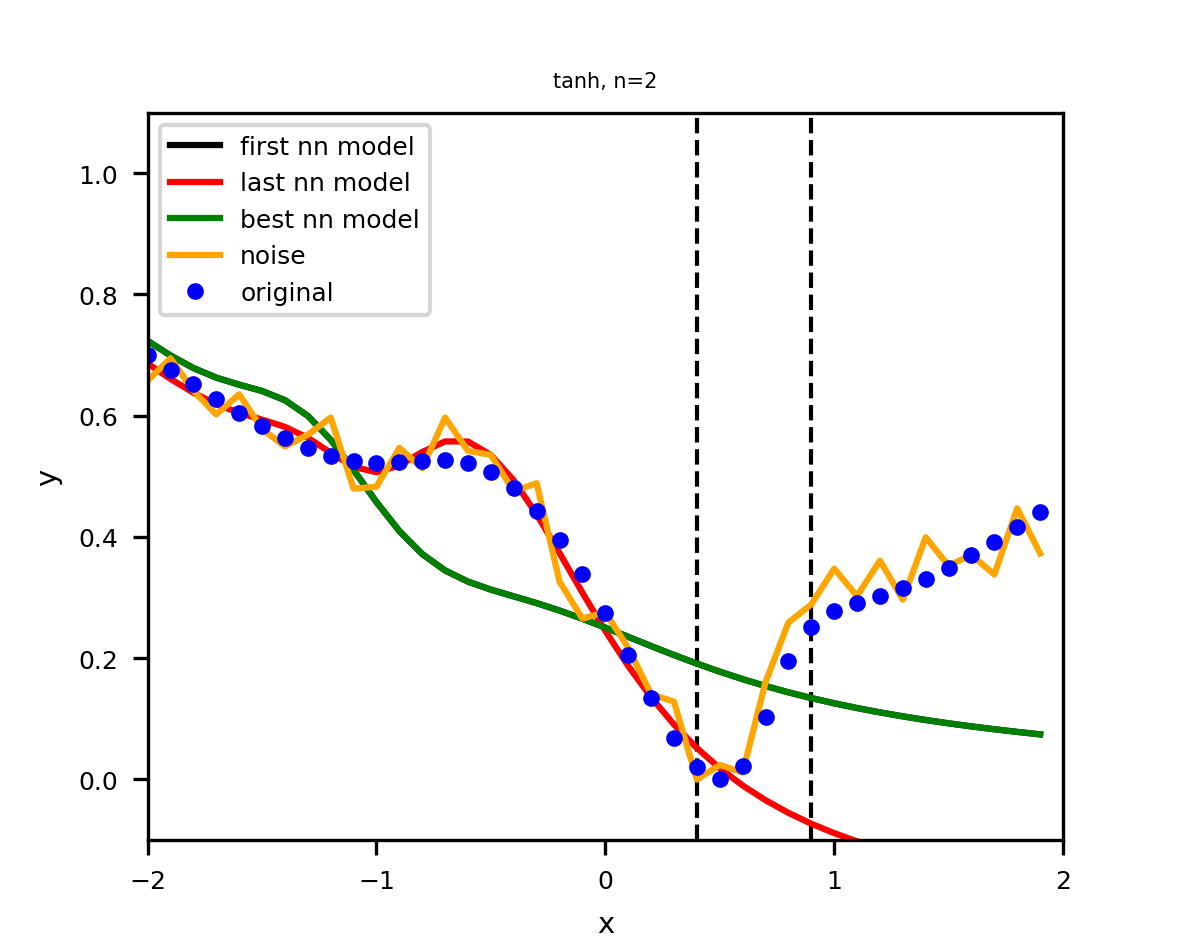 tanh, n=2
first nn model
last nn model
best nn model
noise
original
1.0
0.8
0.6
0.4
0.2
0.0
y
−2
−1
0
1
2
x